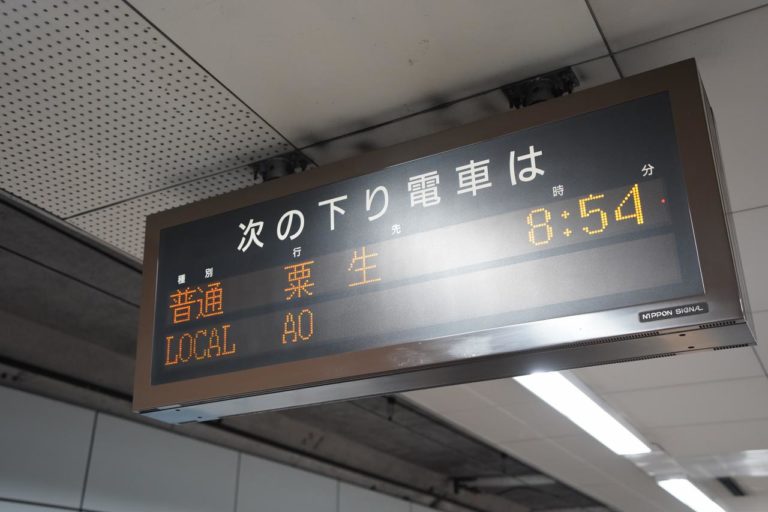 次の下り電車は
種別 行 先 時 分
普通 粟 生 8:54
LOCAL AO
NIPPON SIGNAL